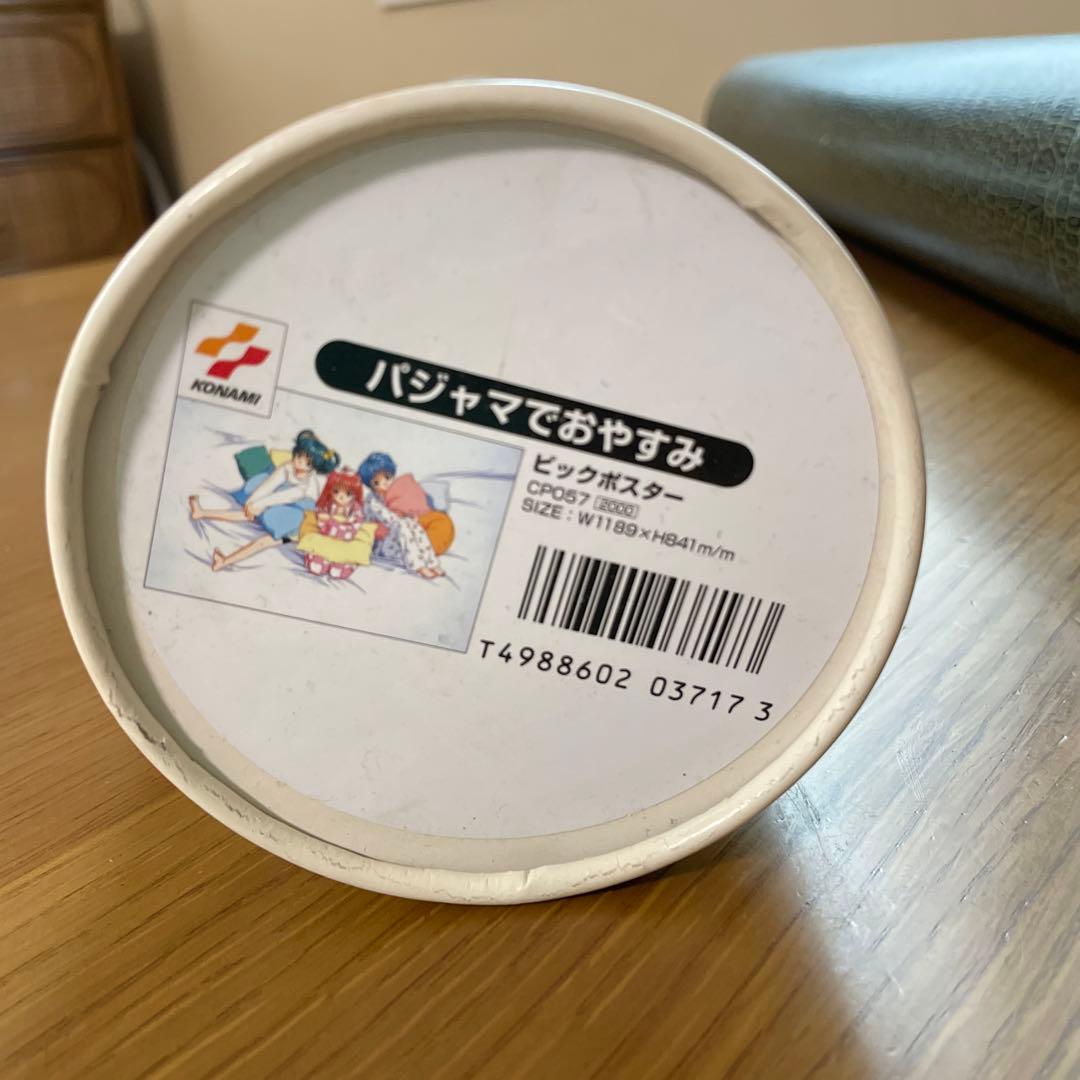 KONAMI
パジャマでおやすみ
ビックポスター
CP057 2000
SIZE : W1189×H841m/m
T4988602 03717 3